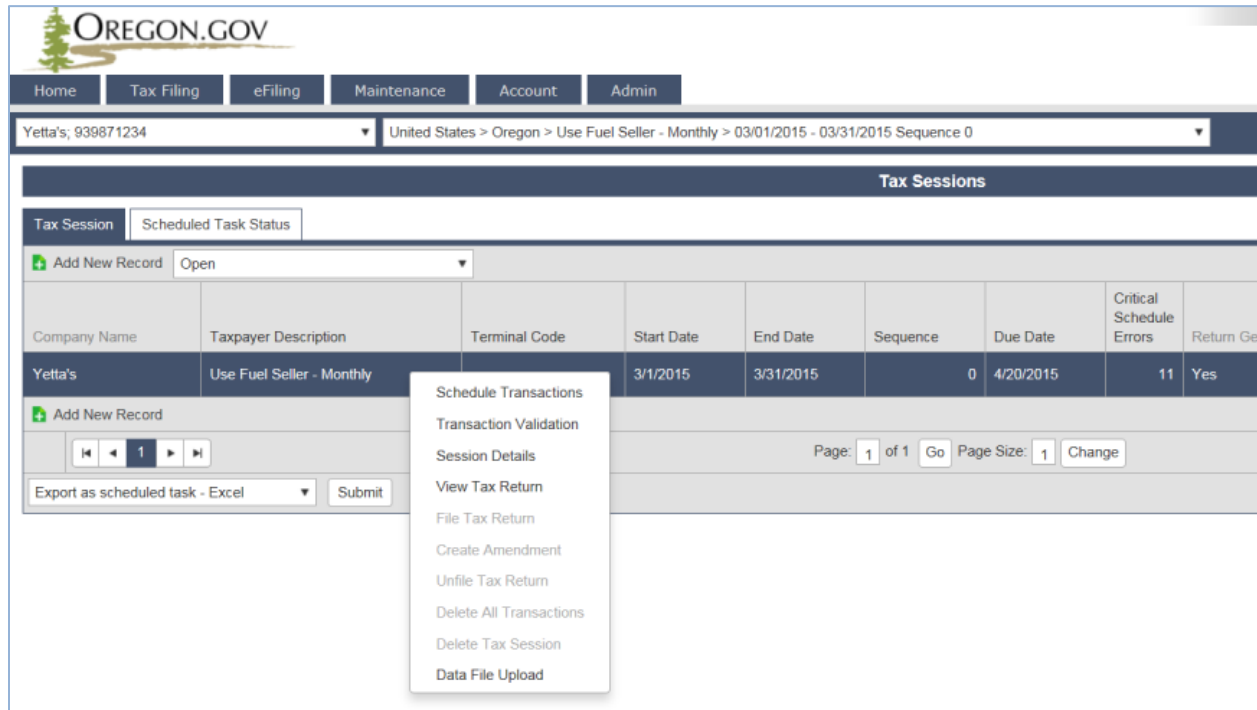 OREGON.GOV
Home Tax Filing eFiling Maintenance Account Admin
Yetta's; 939871234 United States > Oregon > Use Fuel Seller - Monthly > 03/01/2015 - 03/31/2015 Sequence 0
Tax Sessions
Tax Session Scheduled Task Status
Add New Record Open
Company Name Taxpayer Description Terminal Code Start Date End Date Sequence Due Date Critical Schedule Errors Return Ge
Yetta's Use Fuel Seller - Monthly 3/1/2015 3/31/2015 0 4/20/2015 11 Yes
Add New Record
1 Page: 1 of 1 Go Page Size: 1 Change
Export as scheduled task - Excel Submit
Schedule Transactions
Transaction Validation
Session Details
View Tax Return
File Tax Return
Create Amendment
Unfile Tax Return
Delete All Transactions
Delete Tax Session
Data File Upload